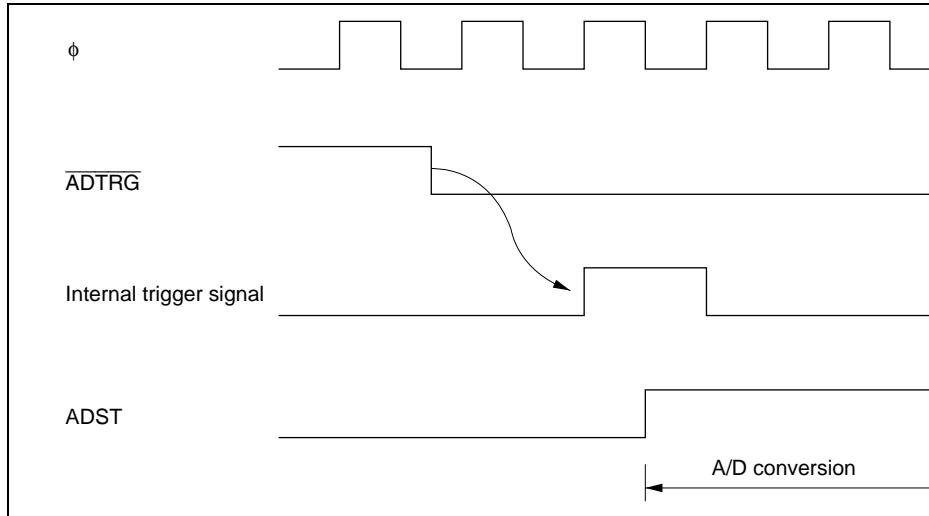 ϕ
ADTRG
Internal trigger signal
ADST
A/D conversion